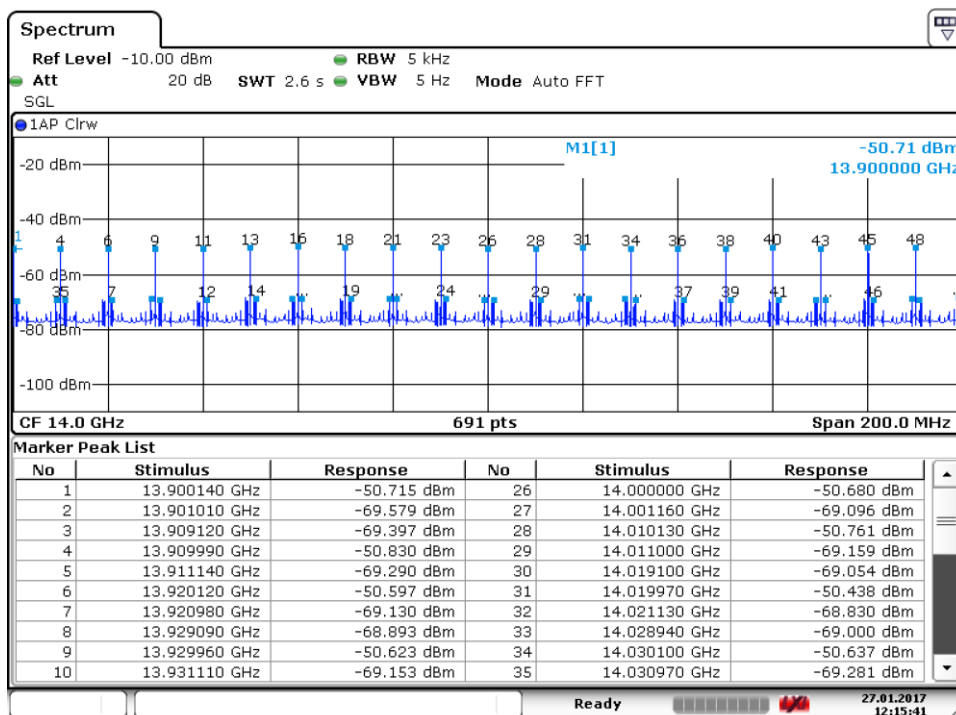 Spectrum
Ref Level -10.00 dBm RBW 5 kHz
Att 20 dB SWT 2.6 s VBW 5 Hz Mode Auto FFT
SGL
1AP Clrw
M1[1] -50.71 dBm
13.900000 GHz
-20 dBm
-40 dBm
1 4 6 9 11 13 16 18 21 23 26 28 31 34 36 38 40 43 45 48
-60 dBm
35 7 12 14 ... 19 ... 24 ... 29 ... ... 37 39 41 ... 46
-80 dBm
-100 dBm
CF 14.0 GHz 691 pts Span 200.0 MHz
Marker Peak List
No Stimulus Response No Stimulus Response
1 13.900140 GHz -50.715 dBm 26 14.000000 GHz -50.680 dBm
2 13.901010 GHz -69.579 dBm 27 14.001160 GHz -69.096 dBm
3 13.909120 GHz -69.397 dBm 28 14.010130 GHz -50.761 dBm
4 13.909990 GHz -50.830 dBm 29 14.011000 GHz -69.159 dBm
5 13.911140 GHz -69.290 dBm 30 14.019100 GHz -69.054 dBm
6 13.920120 GHz -50.597 dBm 31 14.019970 GHz -50.438 dBm
7 13.920980 GHz -69.130 dBm 32 14.021130 GHz -68.830 dBm
8 13.929090 GHz -68.893 dBm 33 14.028940 GHz -69.000 dBm
9 13.929960 GHz -50.623 dBm 34 14.030100 GHz -50.637 dBm
10 13.931110 GHz -69.153 dBm 35 14.030970 GHz -69.281 dBm
Ready 27.01.2017
12:15:41